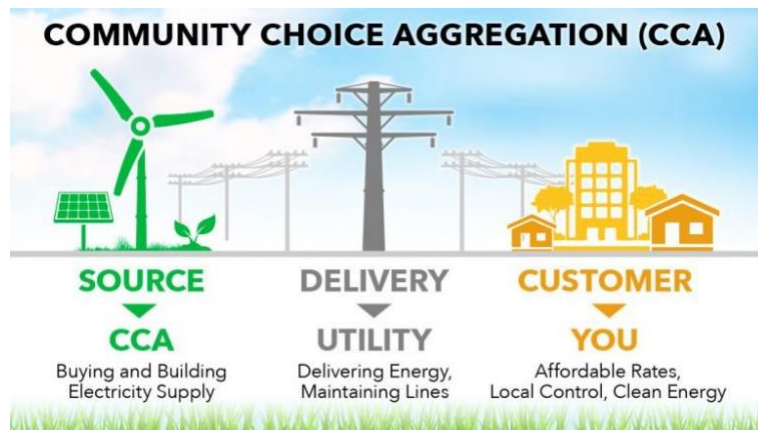 COMMUNITY CHOICE AGGREGATION (CCA)
SOURCE
CCA
Buying and Building
Electricity Supply
DELIVERY
UTILITY
Delivering Energy,
Maintaining Lines
CUSTOMER
YOU
Affordable Rates,
Local Control, Clean Energy